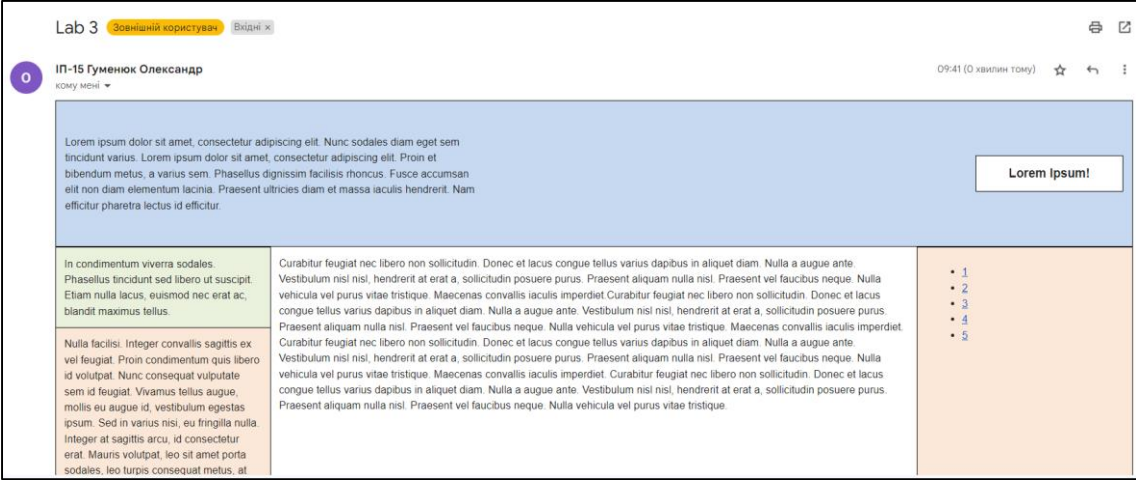 Lab 3 Зовнішній користувач Вхідні ×
О
ІП-15 Гуменюк Олександр
09:41 (0 хвилин тому)
кому мені
Lorem ipsum dolor sit amet, consectetur adipiscing elit. Nunc sodales diam eget sem
tincidunt varius. Lorem ipsum dolor sit amet, consectetur adipiscing elit. Proin et
bibendum metus, a varius sem. Phasellus dignissim facilisis rhoncus. Fusce accumsan
elit non diam elementum lacinia. Praesent ultricies diam et massa iaculis hendrerit. Nam
efficitur pharetra lectus id efficitur.
Lorem Ipsum!
In condimentum viverra sodales.
Phasellus tincidunt sed libero ut suscipit.
Etiam nulla lacus, euismod nec erat ac,
blandit maximus tellus.
Nulla facilisi. Integer convallis sagittis ex
vel feugiat. Proin condimentum quis libero
id volutpat. Nunc consequat vulputate
sem id feugiat. Vivamus tellus augue,
mollis eu augue id, vestibulum egestas
ipsum. Sed in varius nisi, eu fringilla nulla.
Integer at sagittis arcu, id consectetur
erat. Mauris volutpat, leo sit amet porta
sodales, leo turpis consequat metus, at
Curabitur feugiat nec libero non sollicitudin. Donec et lacus congue tellus varius dapibus in aliquet diam. Nulla a augue ante.
Vestibulum nisl nisl, hendrerit at erat a, sollicitudin posuere purus. Praesent aliquam nulla nisl. Praesent vel faucibus neque. Nulla
vehicula vel purus vitae tristique. Maecenas convallis iaculis imperdiet.Curabitur feugiat nec libero non sollicitudin. Donec et lacus
congue tellus varius dapibus in aliquet diam. Nulla a augue ante. Vestibulum nisl nisl, hendrerit at erat a, sollicitudin posuere purus.
Praesent aliquam nulla nisl. Praesent vel faucibus neque. Nulla vehicula vel purus vitae tristique. Maecenas convallis iaculis imperdiet.
Curabitur feugiat nec libero non sollicitudin. Donec et lacus congue tellus varius dapibus in aliquet diam. Nulla a augue ante.
Vestibulum nisl nisl, hendrerit at erat a, sollicitudin posuere purus. Praesent aliquam nulla nisl. Praesent vel faucibus neque. Nulla
vehicula vel purus vitae tristique. Maecenas convallis iaculis imperdiet. Curabitur feugiat nec libero non sollicitudin. Donec et lacus
congue tellus varius dapibus in aliquet diam. Nulla a augue ante. Vestibulum nisl nisl, hendrerit at erat a, sollicitudin posuere purus.
Praesent aliquam nulla nisl. Praesent vel faucibus neque. Nulla vehicula vel purus vitae tristique.
• 1
• 2
• 3
• 4
• 5